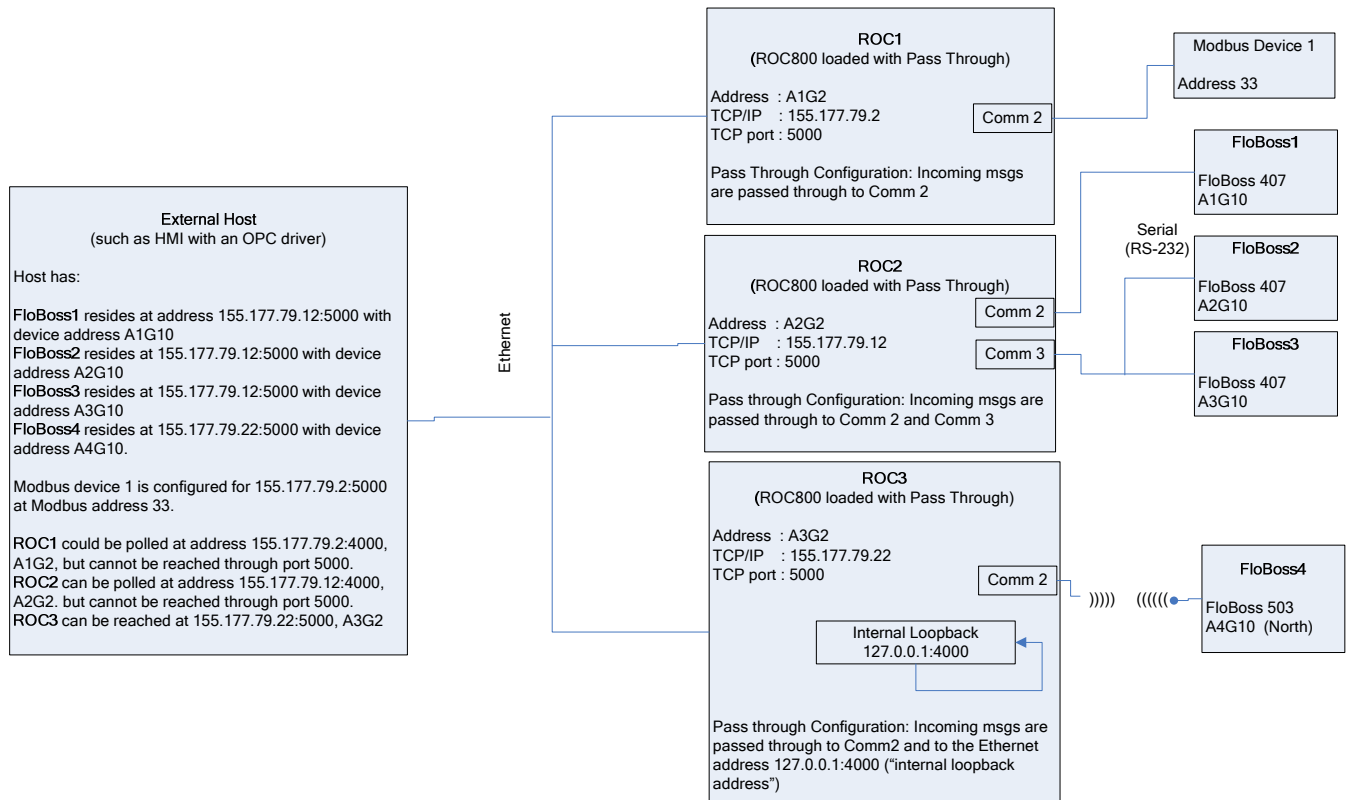 External Host
(such as HMI with an OPC driver)
Host has:
FloBoss1 resides at address 155.177.79.12:5000 with
device address A1G10
FloBoss2 resides at 155.177.79.12:5000 with device
address A2G10
FloBoss3 resides at 155.177.79.12:5000 with device
address A3G10
FloBoss4 resides at 155.177.79.22:5000 with device
address A4G10.
Modbus device 1 is configured for 155.177.79.2:5000
at Modbus address 33.
ROC1 could be polled at address 155.177.79.2:4000,
A1G2, but cannot be reached through port 5000.
ROC2 can be polled at address 155.177.79.12:4000,
A2G2. but cannot be reached through port 5000.
ROC3 can be reached at 155.177.79.22:5000, A3G2
Ethernet
ROC1
(ROC800 loaded with Pass Through)
Address : A1G2
TCP/IP : 155.177.79.2
TCP port : 5000
Comm 2
Pass Through Configuration: Incoming msgs
are passed through to Comm 2
ROC2
(ROC800 loaded with Pass Through)
Comm 2
Address : A2G2
TCP/IP : 155.177.79.12
TCP port : 5000
Comm 3
Pass through Configuration: Incoming msgs are
passed through to Comm 2 and Comm 3
ROC3
(ROC800 loaded with Pass Through)
Address : A3G2
TCP/IP : 155.177.79.22
TCP port : 5000
Comm 2
Internal Loopback
127.0.0.1:4000
Pass through Configuration: Incoming msgs are
passed through to Comm2 and to the Ethernet
address 127.0.0.1:4000 (“internal loopback
address”)
Modbus Device 1
Address 33
FloBoss1
FloBoss 407
A1G10
Serial
(RS-232)
FloBoss2
FloBoss 407
A2G10
FloBoss3
FloBoss 407
A3G10
))))) ((((((
FloBoss4
FloBoss 503
A4G10 (North)